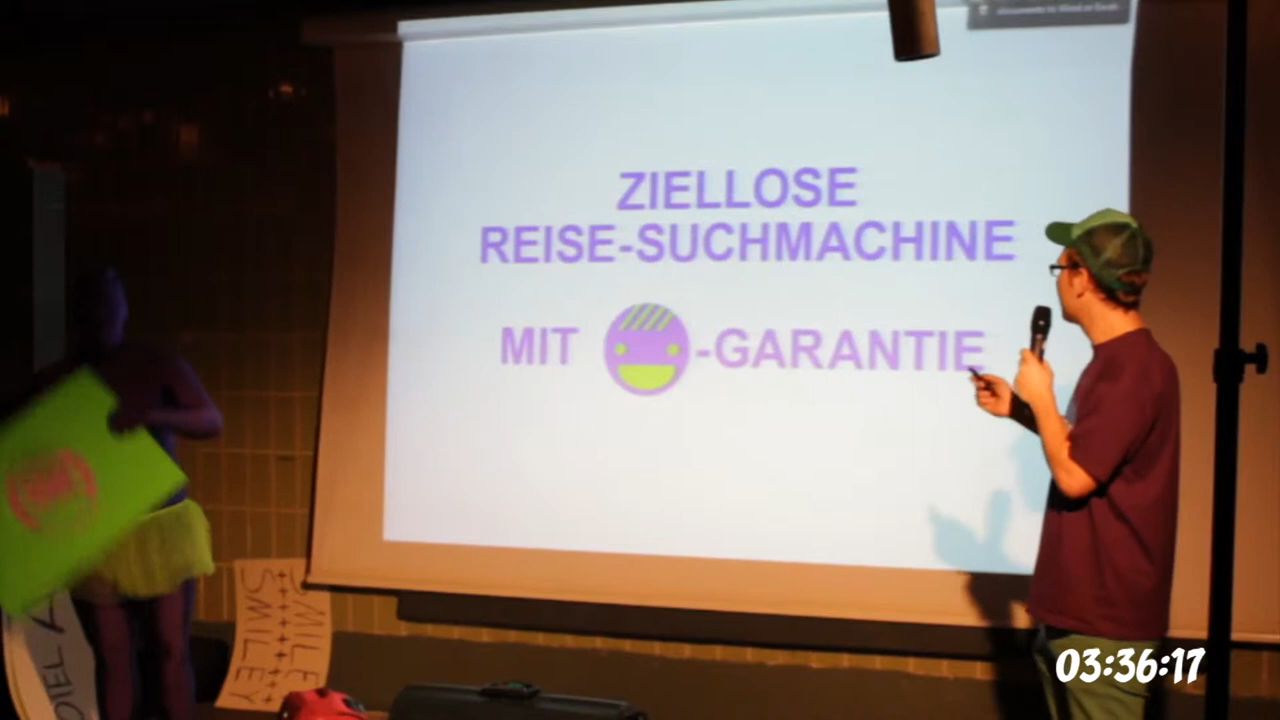 ZIELLOSE
REISE-SUCHMACHINE
MIT -GARANTIE
SMILE
++++++++
SMILEY
03:36:17